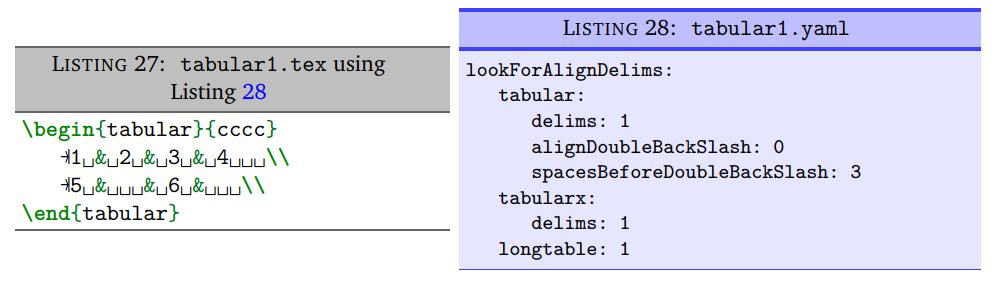 LISTING 27: tabular1.tex using
Listing 28
\begin{tabular}{cccc}
⇥1␣&␣2␣&␣3␣&␣4␣␣␣\\
⇥5␣&␣␣␣&␣6␣&␣␣␣\\
\end{tabular}
LISTING 28: tabular1.yaml
lookForAlignDelims:
   tabular:
      delims: 1
      alignDoubleBackSlash: 0
      spacesBeforeDoubleBackSlash: 3
   tabularx:
      delims: 1
   longtable: 1